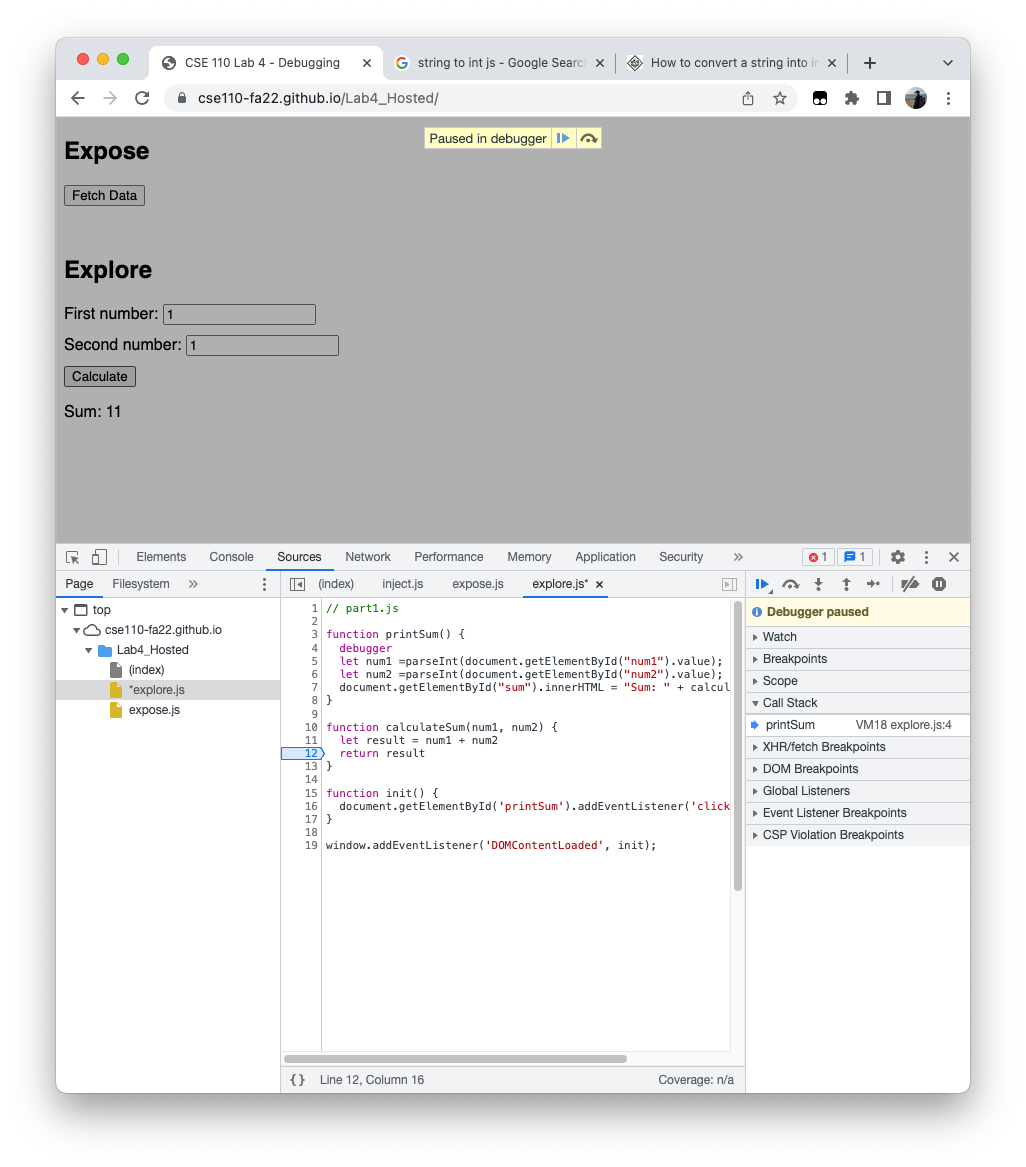 CSE 110 Lab 4 - Debugging
string to int js - Google Searc
How to convert a string into in
cse110-fa22.github.io/Lab4_Hosted/
Paused in debugger
Expose
Fetch Data
Explore
First number: 1
Second number: 1
Calculate
Sum: 11
Elements Console Sources Network Performance Memory Application Security » 1 1
Page Filesystem »
(index) inject.js expose.js explore.js* ×
top
cse110-fa22.github.io
Lab4_Hosted
(index)
*explore.js
expose.js
1 // part1.js
2
3 function printSum() {
4 debugger
5 let num1 =parseInt(document.getElementById("num1").value);
6 let num2 =parseInt(document.getElementById("num2").value);
7 document.getElementById("sum").innerHTML = "Sum: " + calcul
8 }
9
10 function calculateSum(num1, num2) {
11 let result = num1 + num2
12 return result
13 }
14
15 function init() {
16 document.getElementById('printSum').addEventListener('click
17 }
18
19 window.addEventListener('DOMContentLoaded', init);
{} Line 12, Column 16 Coverage: n/a
Debugger paused
Watch
Breakpoints
Scope
Call Stack
printSum VM18 explore.js:4
XHR/fetch Breakpoints
DOM Breakpoints
Global Listeners
Event Listener Breakpoints
CSP Violation Breakpoints